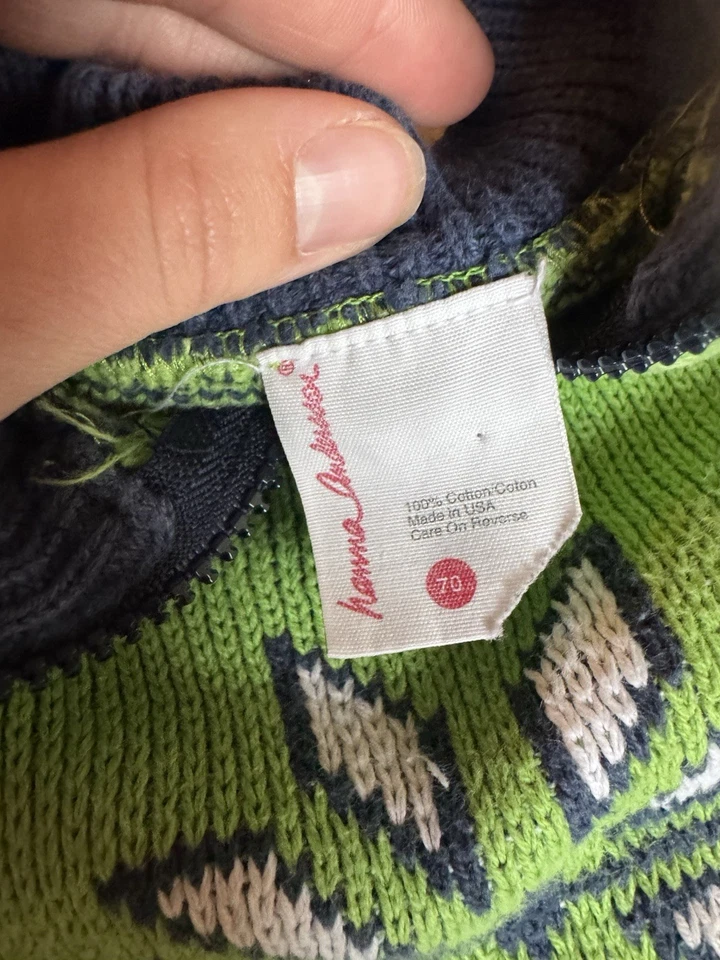 hanna Andersson®
100% Cotton/Coton
Made In USA
Care On Reverse
70